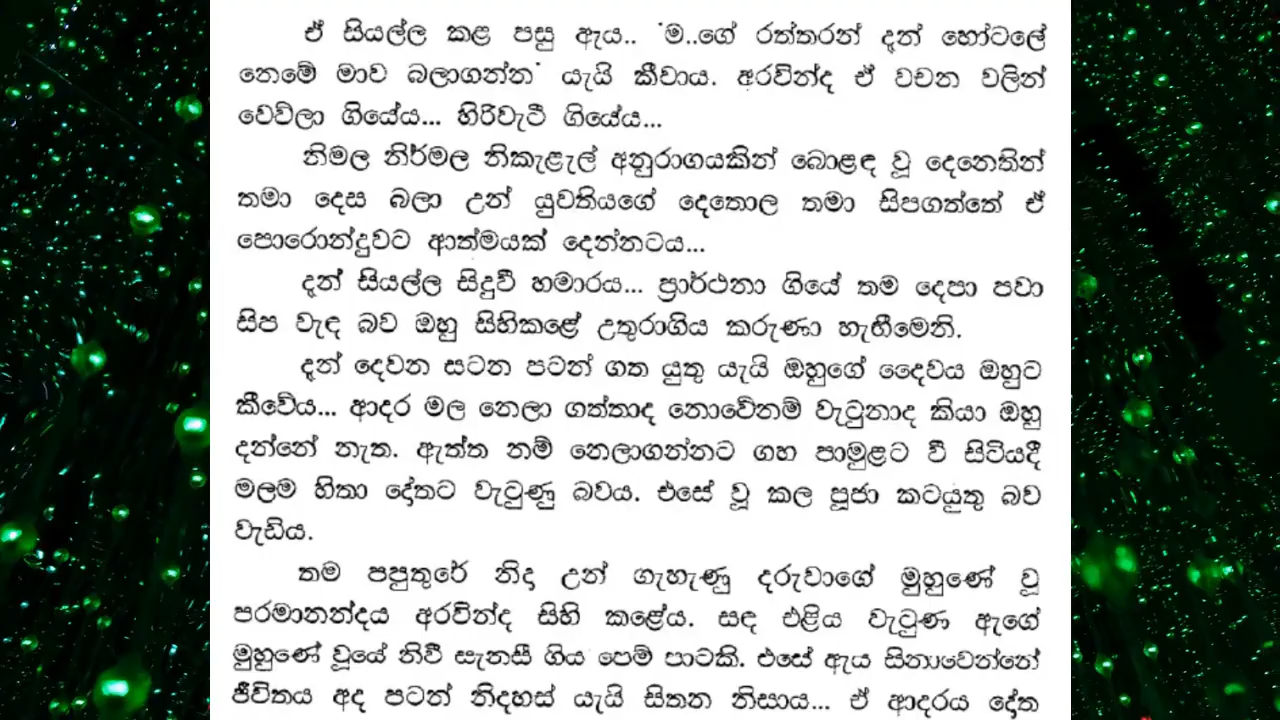 ඒ සියල්ල කළ පසු ඇය.. 'ම..ගේ රත්තරන් දැන් හෝටලේ
නෙමේ මාව බලාගන්න' යැයි කීවාය. අරවින්ද ඒ වචන වලින්
වෙව්ලා ගියේය... හිරිවැටී ගියේය...
නිමල නිර්මල නිකැළැල් අනුරාගයකින් බොළඳ වූ දෙනෙතින්
තමා දෙස බලා උන් යුවතියගේ දෙතොල තමා සිපගත්තේ ඒ
පොරොන්දුවට ආත්මයක් දෙන්නටය...
දැන් සියල්ල සිදුවී හමාරය... ප්‍රාර්ථනා ගියේ තම දෙපා පවා
සිප වැඳ බව ඔහු සිහිකළේ උතුරාගිය කරුණා හැඟීමෙනි.
දැන් දෙවන සටන පටන් ගත යුතු යැයි ඔහුගේ දෛවය ඔහුට
කීවේය... ආදර මල නෙලා ගත්තාද නොවේනම් වැටුනාද කියා ඔහු
දන්නේ නැත. ඇත්ත නම් නෙලාගන්නට ගහ පාමුළට වී සිටියදී
මලම හිතා දෝතට වැටුණු බවය. එසේ වූ කල පූජා කටයුතු බව
වැඩිය.
තම පපුතුරේ නිදා උන් ගැහැණු දරුවාගේ මුහුණේ වූ
පරමානන්දය අරවින්ද සිහි කළේය. සඳ එළිය වැටුණ ඇගේ
මුහුණේ වූයේ නිවී සැනසී ගිය පෙම් පාටකි. එසේ ඇය සිනාවෙන්නේ
ජීවිතය අද පටන් නිදහස් යැයි සිතන නිසාය... ඒ ආදරය දෝත